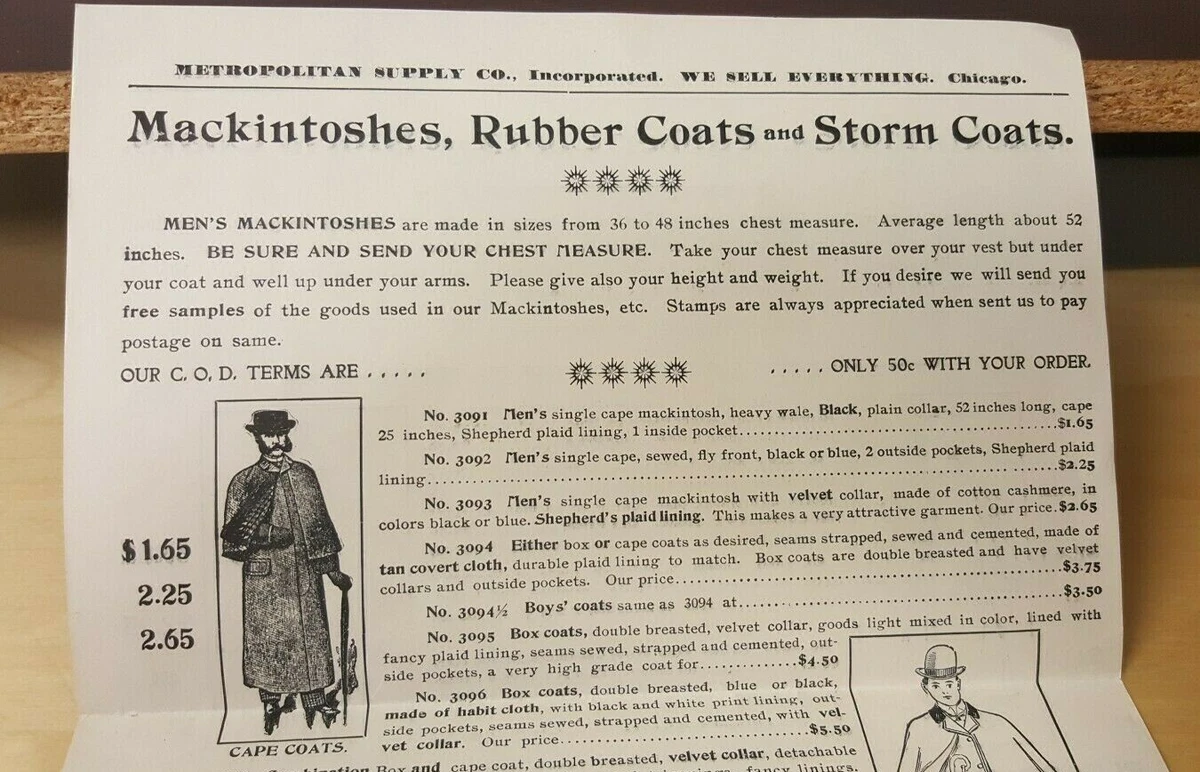 METROPOLITAN SUPPLY CO., Incorporated. WE SELL EVERYTHING. Chicago.
Mackintoshes, Rubber Coats and Storm Coats.
MEN'S MACKINTOSHES are made in sizes from 36 to 48 inches chest measure. Average length about 52
inches. BE SURE AND SEND YOUR CHEST MEASURE. Take your chest measure over your vest but under
your coat and well up under your arms. Please give also your height and weight. If you desire we will send you
free samples of the goods used in our Mackintoshes, etc. Stamps are always appreciated when sent us to pay
postage on same.
OUR C. O. D. TERMS ARE ..... ..... ONLY 50c WITH YOUR ORDER.
No. 3091 Men's single cape mackintosh, heavy wale, Black, plain collar, 52 inches long, cape
25 inches, Shepherd plaid lining, 1 inside pocket........................................$1.65
No. 3092 Men's single cape, sewed, fly front, black or blue, 2 outside pockets, Shepherd plaid
lining........................................................................$2.25
No. 3093 Men's single cape mackintosh with velvet collar, made of cotton cashmere, in
colors black or blue. Shepherd's plaid lining. This makes a very attractive garment. Our price.$2.65
No. 3094 Either box or cape coats as desired, seams strapped, sewed and cemented, made of
tan covert cloth, durable plaid lining to match. Box coats are double breasted and have velvet
collars and outside pockets. Our price..................................................$3.75
No. 3094½ Boys' coats same as 3094 at............................................$3.50
No. 3095 Box coats, double breasted, velvet collar, goods light mixed in color, lined with
fancy plaid lining, seams sewed, strapped and cemented, out-
side pockets, a very high grade coat for.............$4.50
No. 3096 Box coats, double breasted, blue or black,
made of habit cloth, with black and white print lining, out-
side pockets, seams sewed, strapped and cemented, with vel-
vet collar. Our price.................................$5.50
Box and cape coat, double breasted, velvet collar, detachable
fancy linings.
$1.65
2.25
2.65
CAPE COATS.